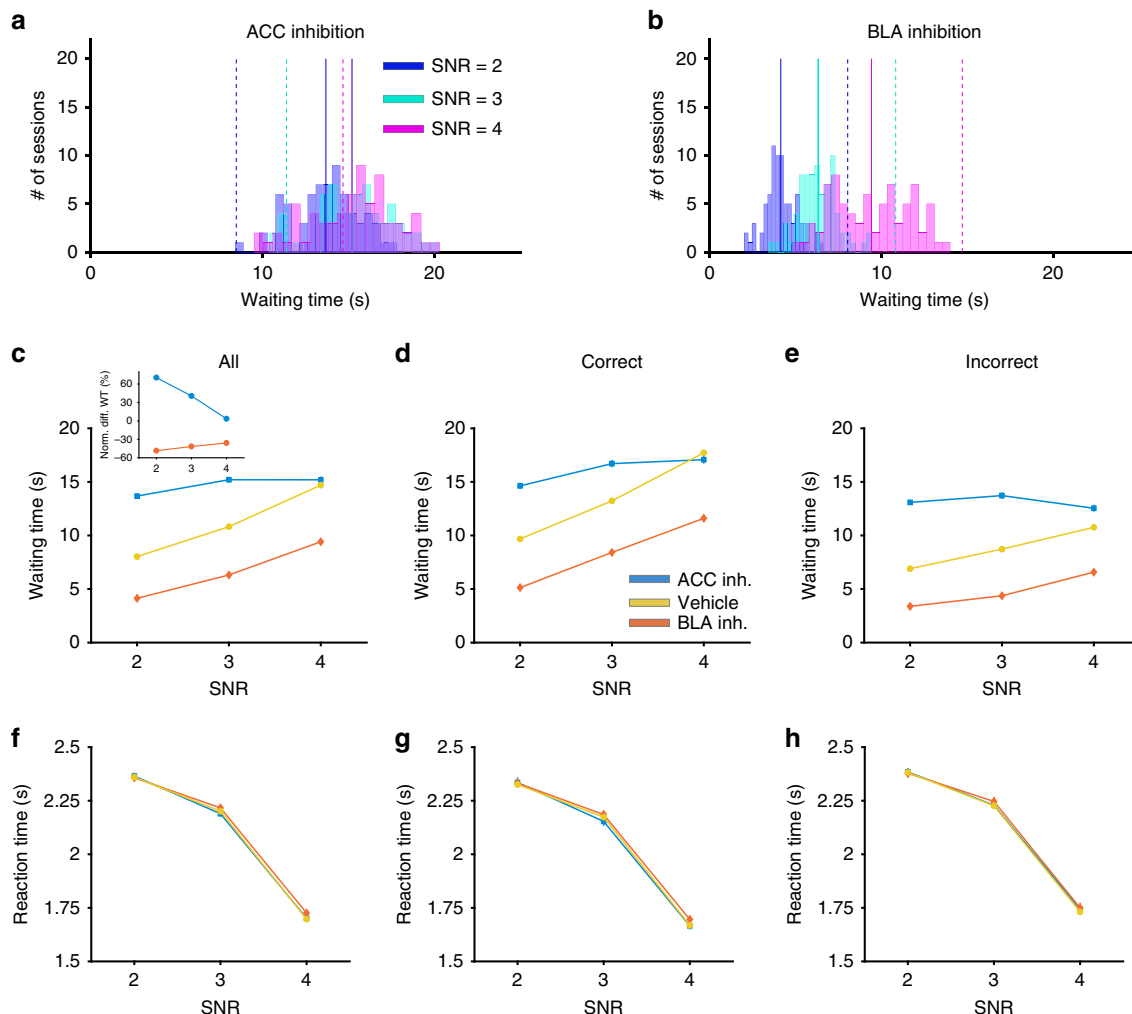 a
ACC inhibition
20
15
10
5
0
# of sessions
SNR = 2
SNR = 3
SNR = 4
0
10
20
Waiting time (s)
b
BLA inhibition
20
15
10
5
0
# of sessions
0
10
20
Waiting time (s)
c
All
Norm. diff. WT (%)
60
30
0
−30
−60
2
3
4
20
15
10
5
0
Waiting time (s)
2
3
4
SNR
d
Correct
20
15
10
5
0
Waiting time (s)
ACC inh.
Vehicle
BLA inh.
2
3
4
SNR
e
Incorrect
20
15
10
5
0
Waiting time (s)
2
3
4
SNR
f
2.5
2.25
2
1.75
1.5
Reaction time (s)
2
3
4
SNR
g
2.5
2.25
2
1.75
1.5
Reaction time (s)
2
3
4
SNR
h
2.5
2.25
2
1.75
1.5
Reaction time (s)
2
3
4
SNR